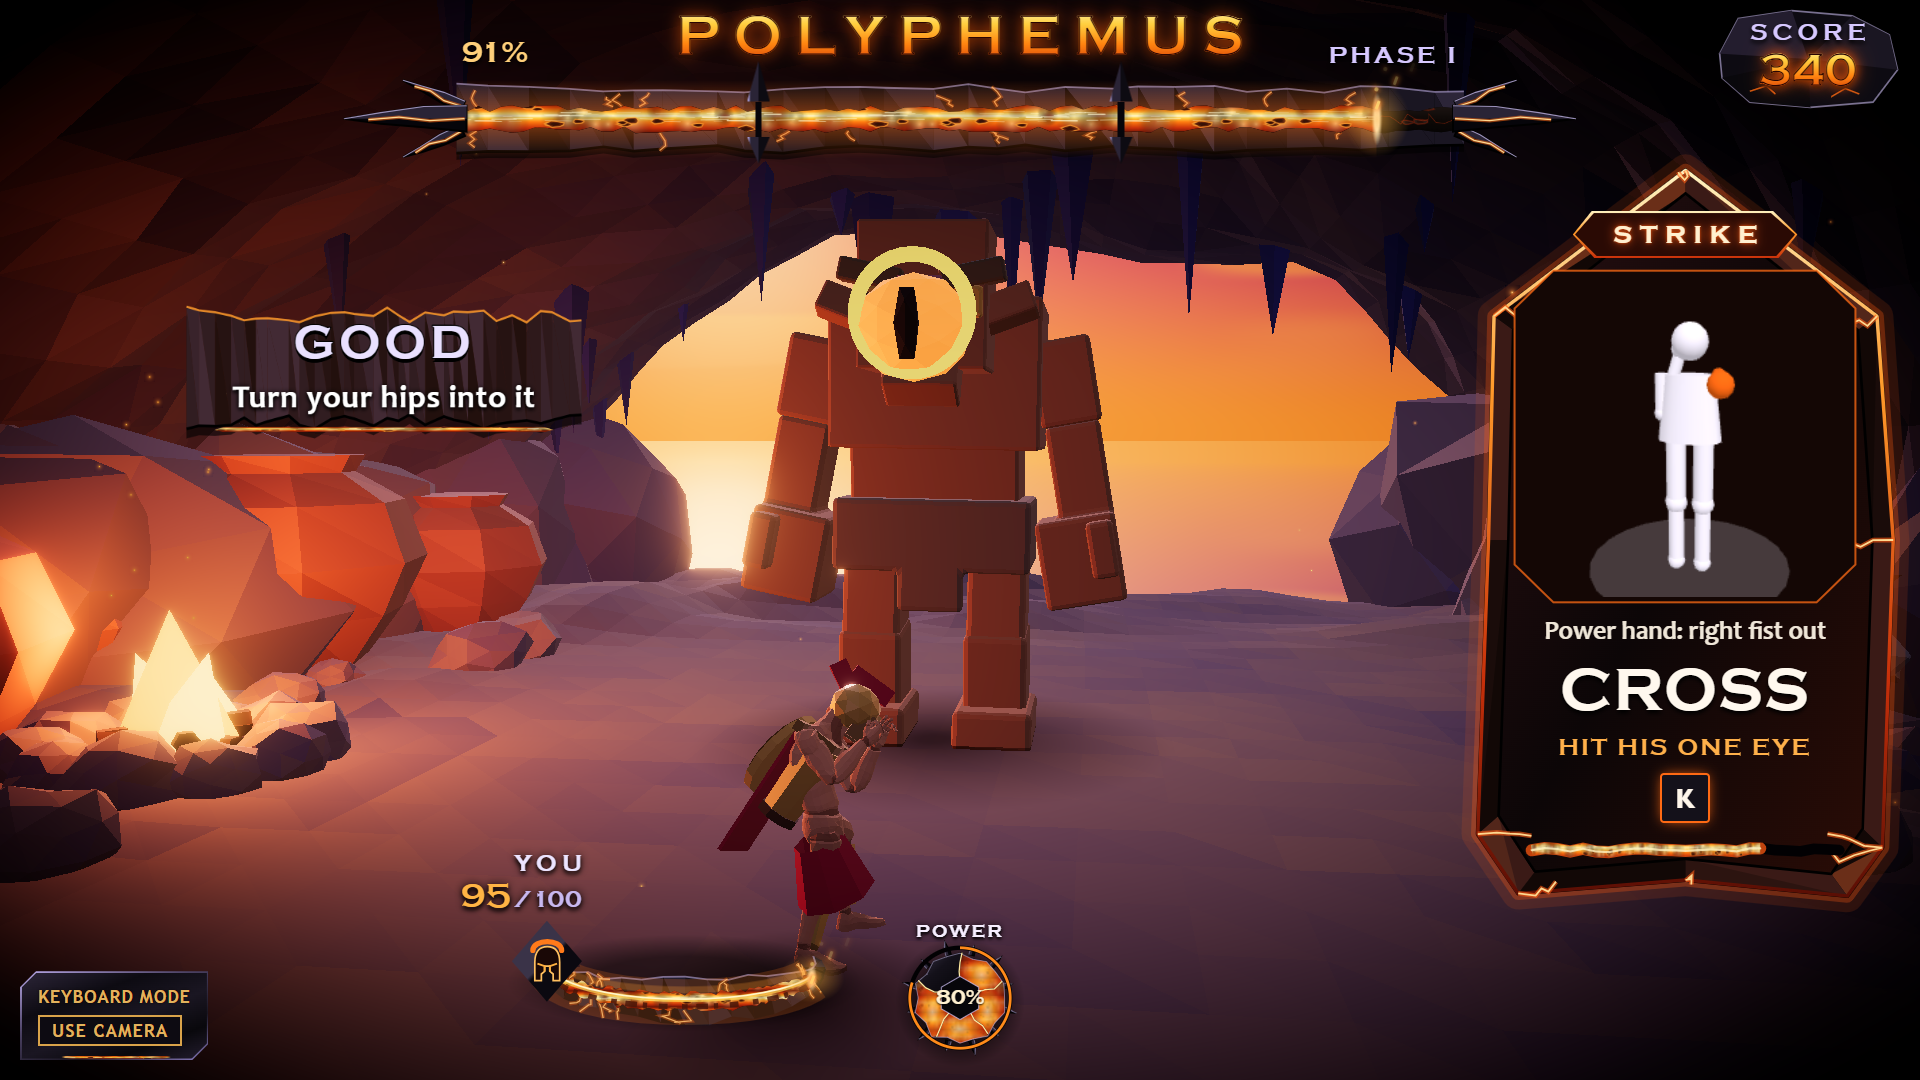 POLYPHEMUS
91%
PHASE I
SCORE
340
STRIKE
GOOD
Turn your hips into it
Power hand: right fist out
CROSS
HIT HIS ONE EYE
K
YOU
95/100
POWER
80%
KEYBOARD MODE
USE CAMERA